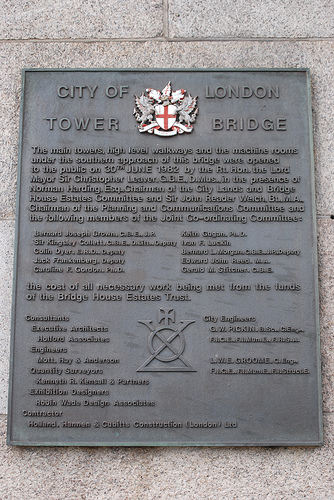 CITY OF LONDON
TOWER BRIDGE
The main towers, high level walkways and the machine rooms
under the southern approach of this bridge were opened
to the public on 30TH JUNE 1982 by the Rt. Hon. the Lord
Mayor Sir Christopher Leaver, G.B.E., D.Mus., in the presence of
Norman Harding, Esq., Chairman of the City Lands and Bridge
House Estates Committee and Sir John Reader Welch, Bt., M.A.,
Chairman of the Planning and Communications Committee and
the following members of the Joint Co-ordinating Committee:
Bernard Joseph Brown, C.B.E., J.P.
Sir Kingsley Collett, C.B.E., D.Litt., Deputy
Colin Dyer, E.R.D., Deputy
Jack Frankenberg, Deputy
Caroline F. Gordon, Ph.D.
Kevin Gugan, Ph.D.
Ivan F. Luckin
Bernard L. Morgan, C.B.E., J.P., Deputy
Edward John Reed, M.A.
Gerald M. Stitcher, C.B.E.
the cost of all necessary work being met from the funds
of the Bridge House Estates Trust.
Consultants
Executive Architects
Halford Associates
Engineers
Mott, Hay & Anderson
Quantity Surveyors
Kenneth R. Kensall & Partners
Exhibition Designers
Robin Wade Design Associates
Contractor
Holland, Hannen & Cubitts Construction (London) Ltd
City Engineers
G.W. PICKIN, B.Sc., C.Eng.,
L.W.E. GROOME, C.Eng.,